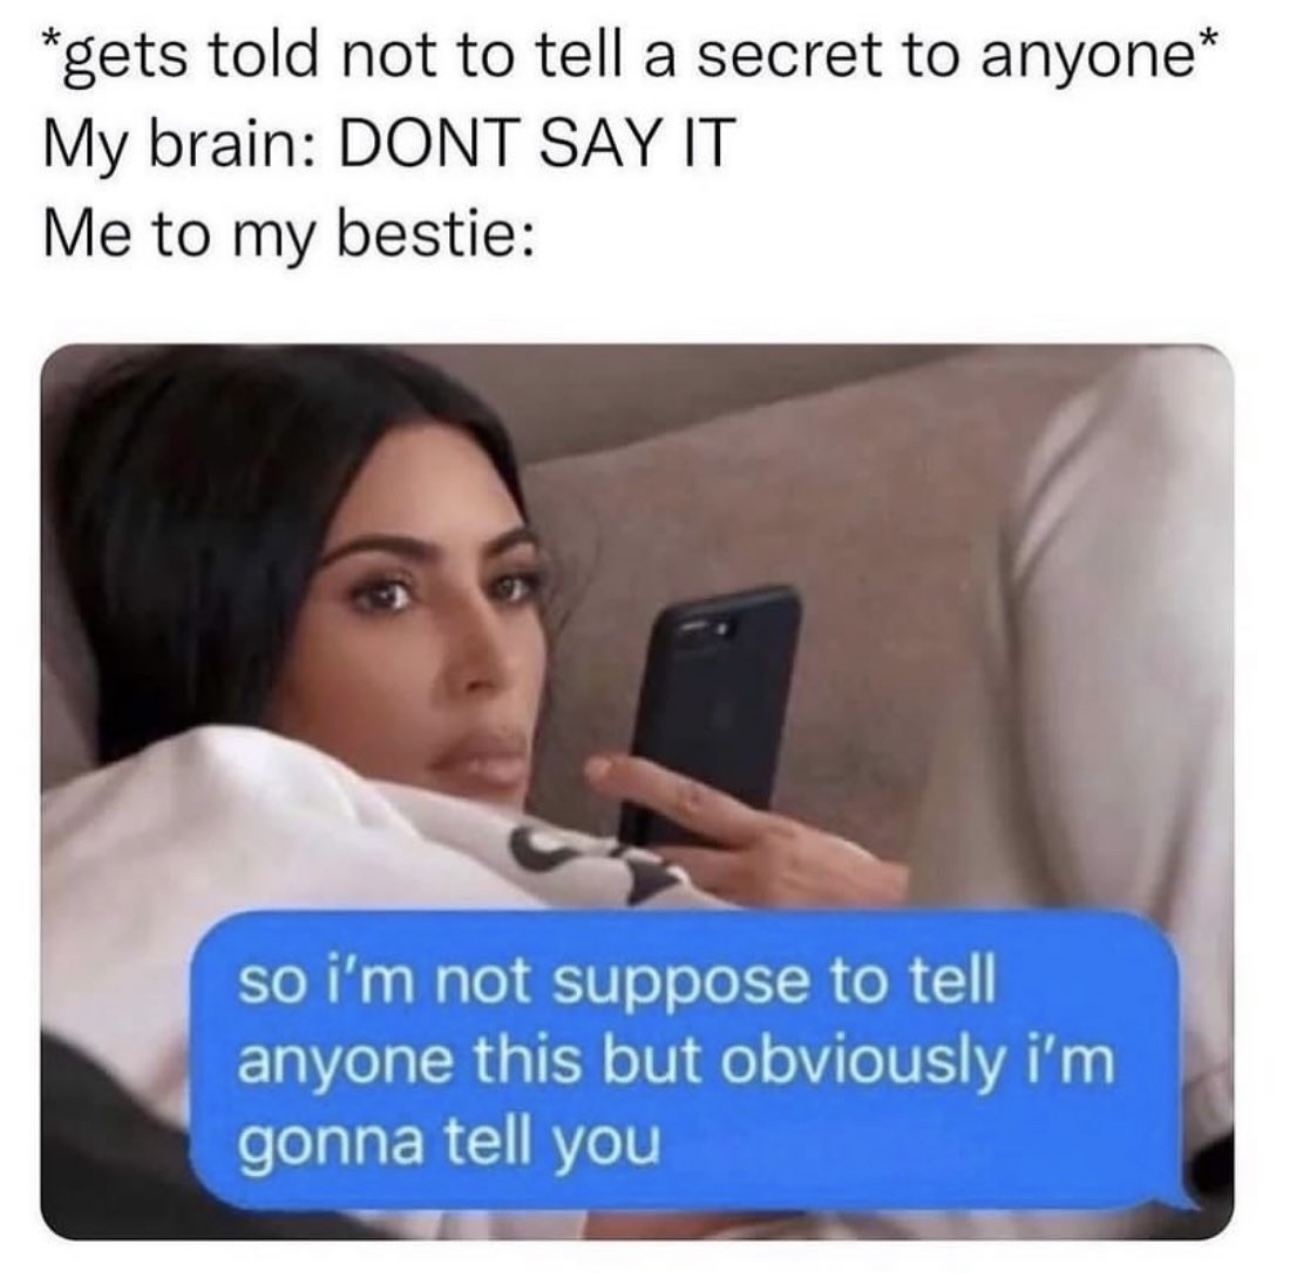 *gets told not to tell a secret to anyone*
My brain: DONT SAY IT
Me to my bestie:
so i'm not suppose to tell
anyone this but obviously i'm
gonna tell you